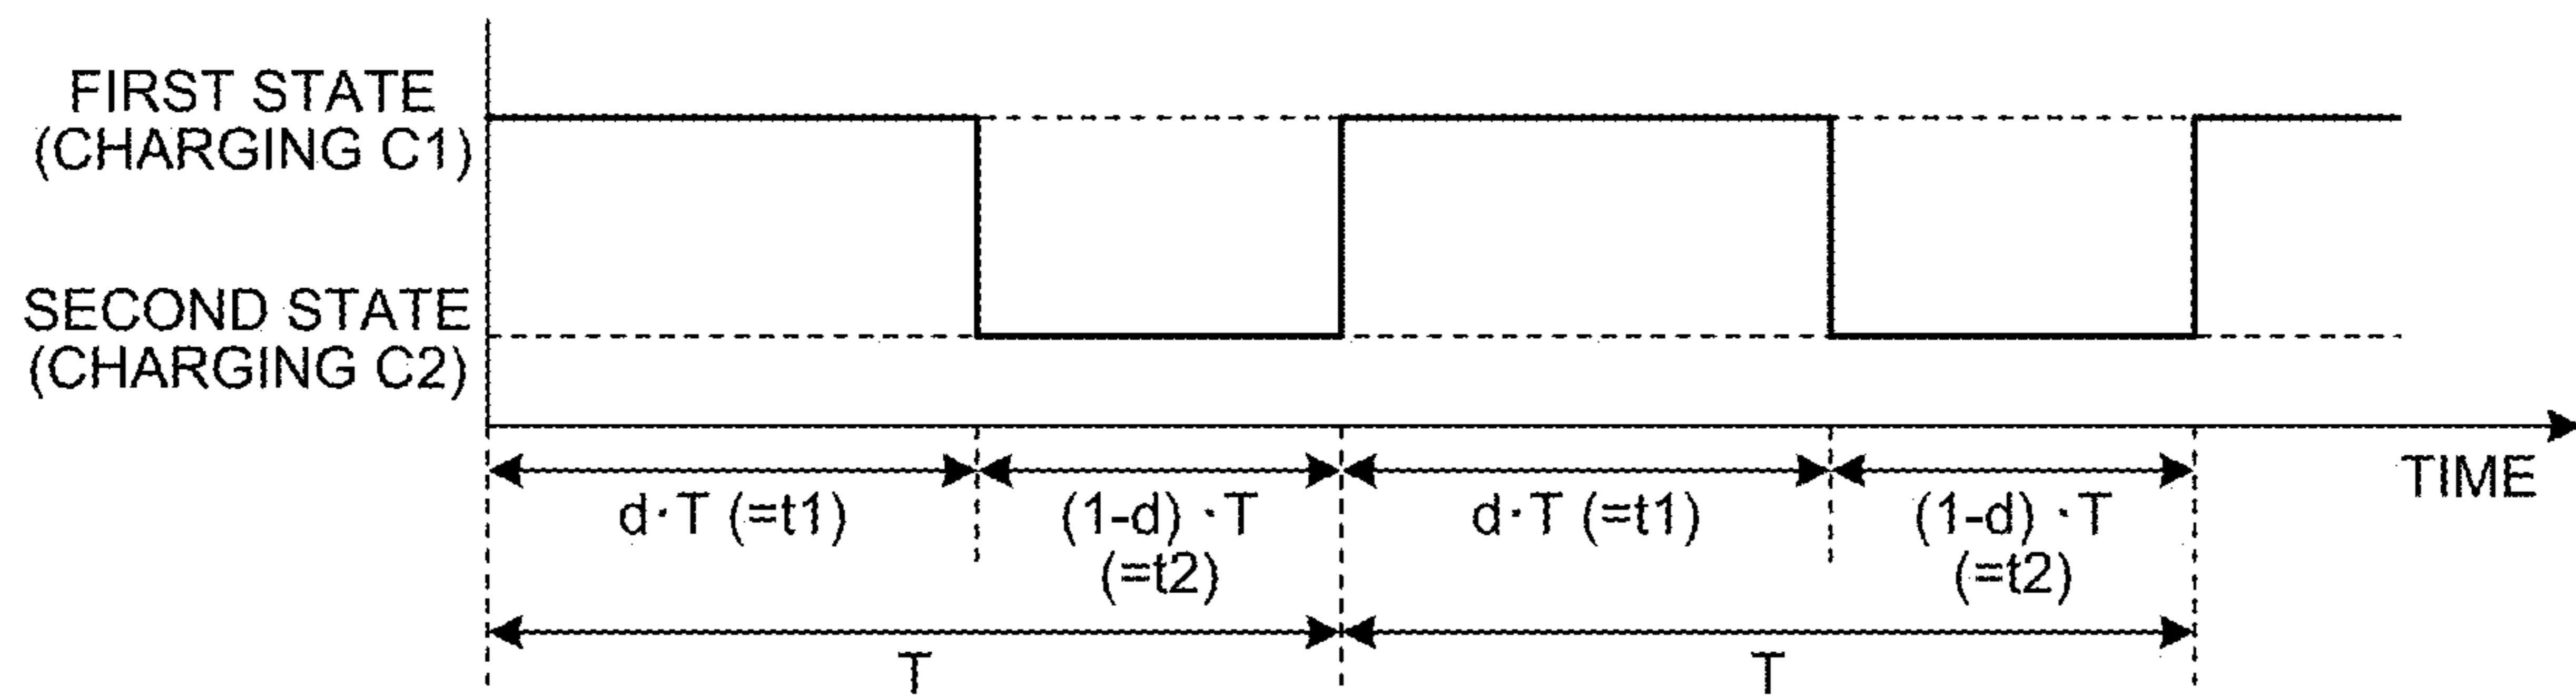 FIRST STATE
(CHARGING C1)
SECOND STATE
(CHARGING C2)
TIME
d·T (=t1)
(1-d) ·T
(=t2)
d·T (=t1)
(1-d) ·T
(=t2)
T
T